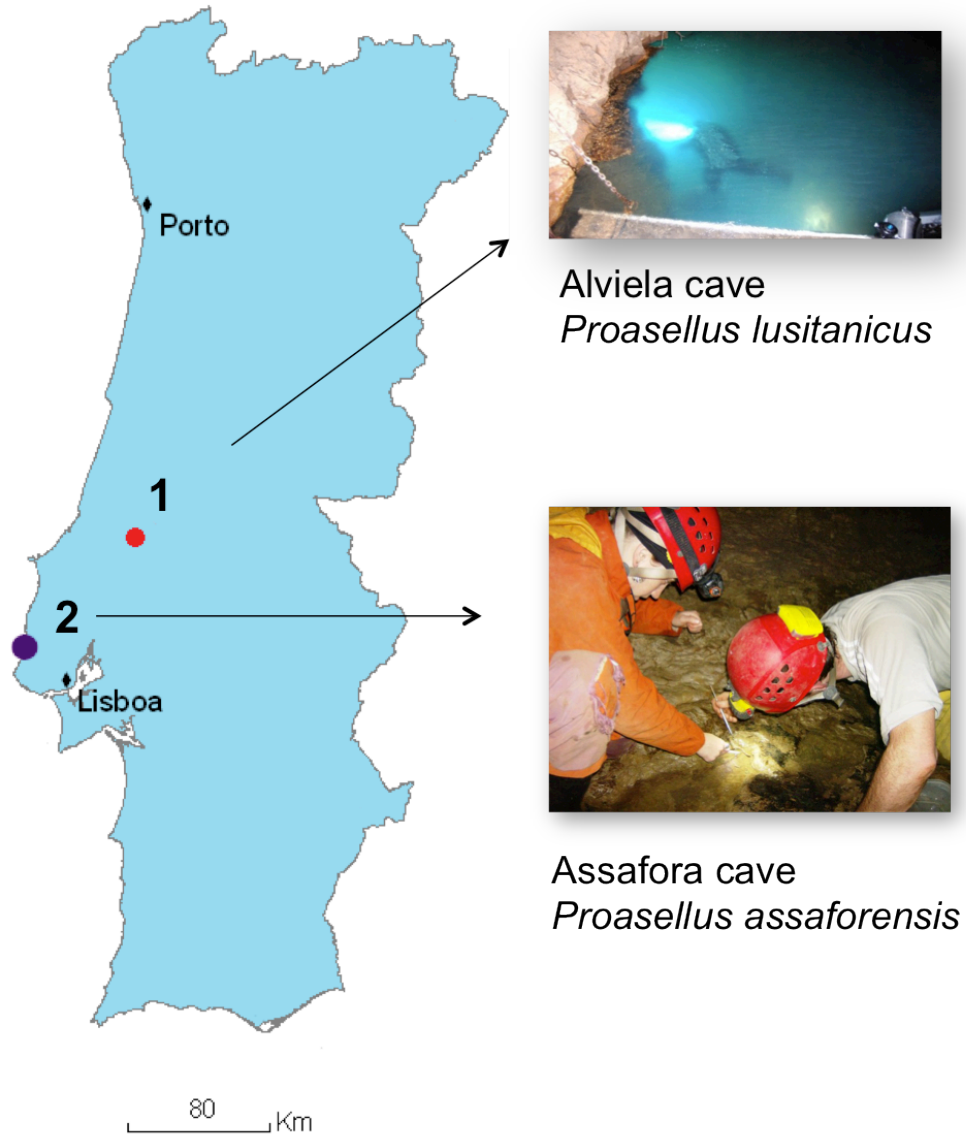 Porto
Alviela cave
Proasellus lusitanicus
1
2
Lisboa
Assafora cave
Proasellus assaforensis
80
Km